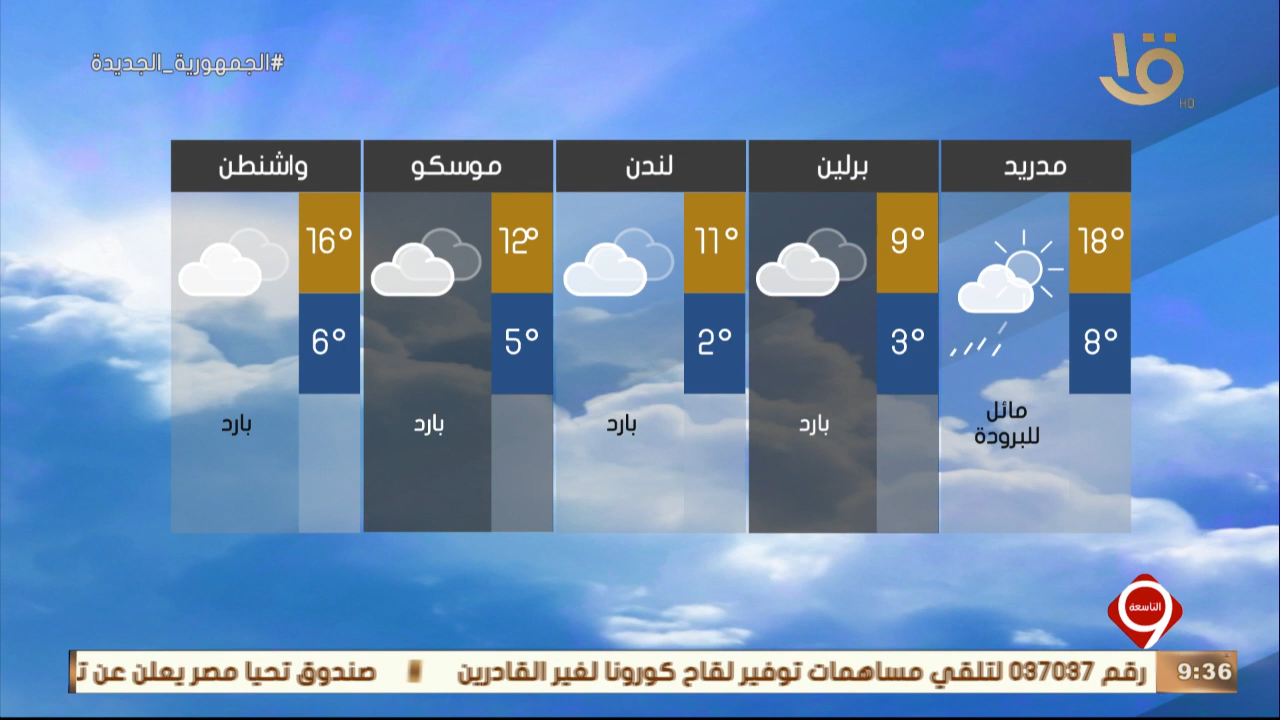 #الجمهورية_الجديدة
HD
مدريد
18°
8°
مائل
للبرودة
برلين
9°
3°
بارد
لندن
11°
2°
بارد
موسكو
12°
5°
بارد
واشنطن
16°
6°
بارد
التاسعة
9
9:36
رقم 037037 لتلقي مساهمات توفير لقاح كورونا لغير القادرين
صندوق تحيا مصر يعلن عن ت